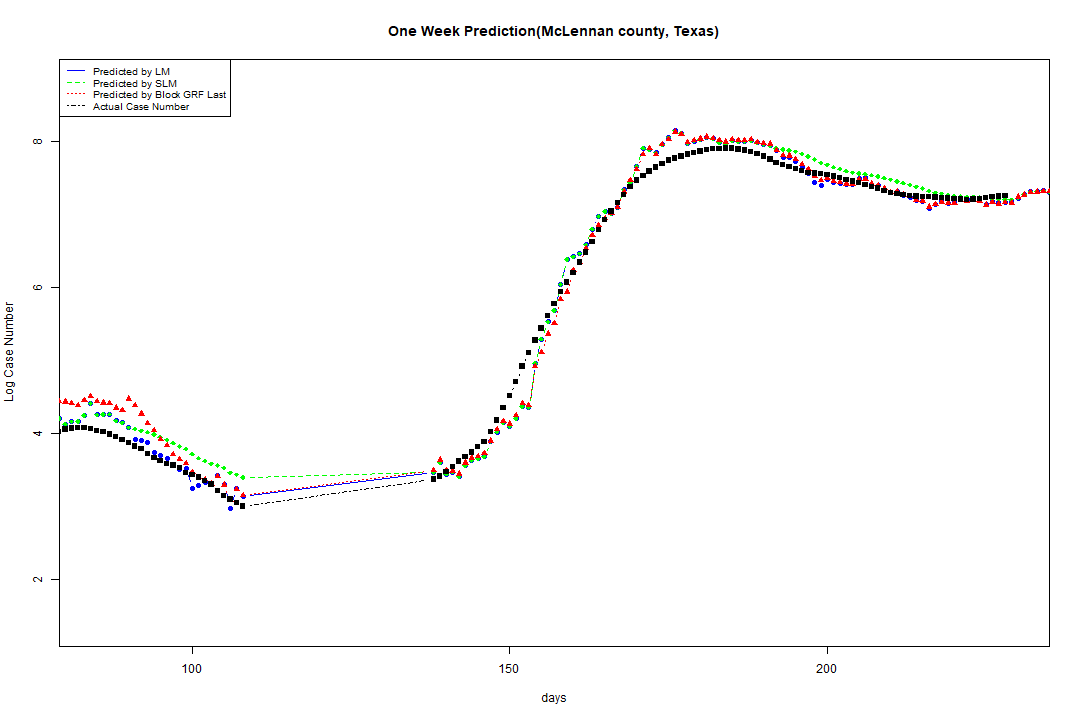 One Week Prediction(McLennan county, Texas)
Predicted by LM
Predicted by SLM
Predicted by Block GRF Last
Actual Case Number
8
6
4
2
Log Case Number
100 150 200
days